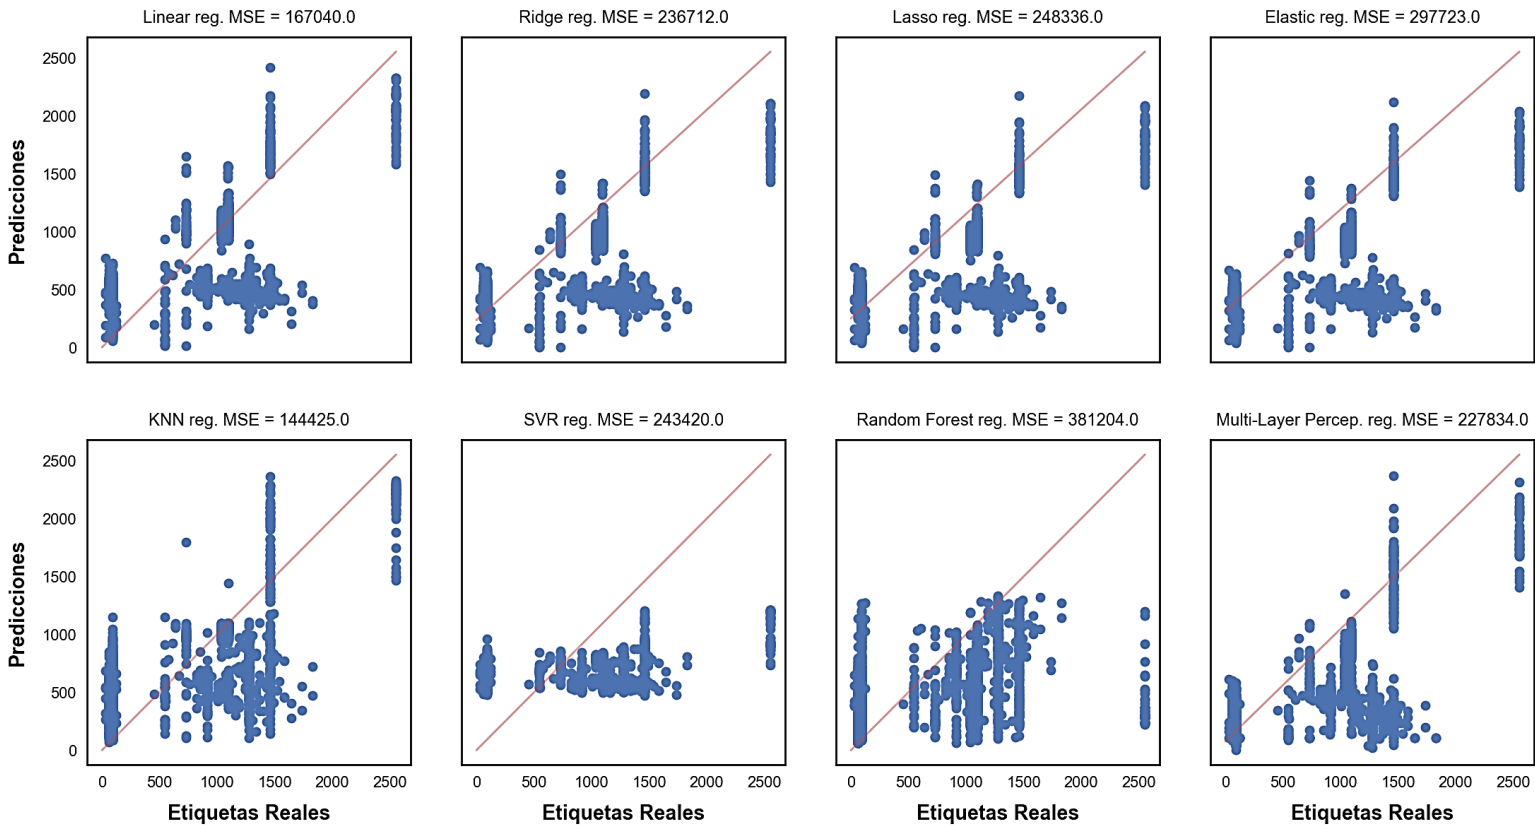 Linear reg. MSE = 167040.0
Ridge reg. MSE = 236712.0
Lasso reg. MSE = 248336.0
Elastic reg. MSE = 297723.0
2500
2000
1500
1000
500
0
Predicciones
KNN reg. MSE = 144425.0
SVR reg. MSE = 243420.0
Random Forest reg. MSE = 381204.0
Multi-Layer Percep. reg. MSE = 227834.0
2500
2000
1500
1000
500
0
Predicciones
0 500 1000 1500 2000 2500
0 500 1000 1500 2000 2500
0 500 1000 1500 2000 2500
0 500 1000 1500 2000 2500
Etiquetas Reales
Etiquetas Reales
Etiquetas Reales
Etiquetas Reales